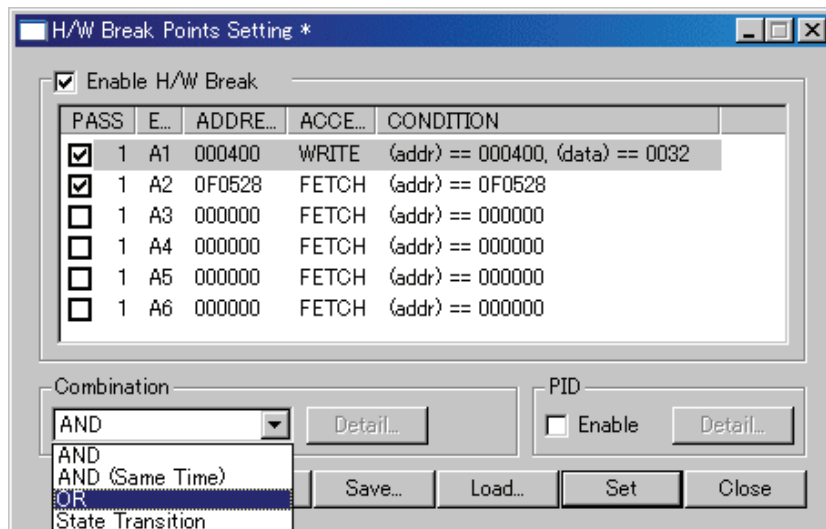 H/W Break Points Setting *
Enable H/W Break
PASS E... ADDRE... ACCE... CONDITION
1 A1 000400 WRITE (addr) == 000400, (data) == 0032
1 A2 0F0528 FETCH (addr) == 0F0528
1 A3 000000 FETCH (addr) == 000000
1 A4 000000 FETCH (addr) == 000000
1 A5 000000 FETCH (addr) == 000000
1 A6 000000 FETCH (addr) == 000000
Combination
PID
AND
Detail...
Enable
Detail...
AND
AND (Same Time)
OR
State Transition
Save...
Load...
Set
Close